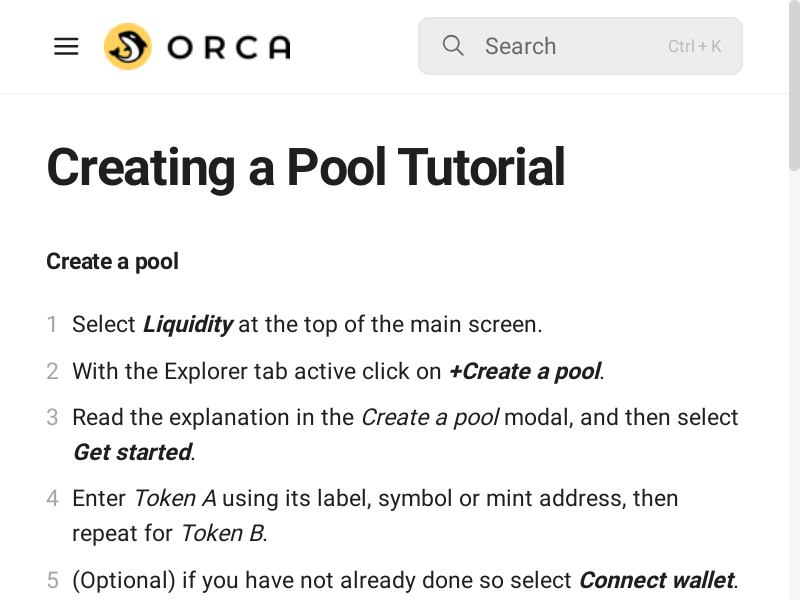 ORCA
Search
Ctrl + K
Creating a Pool Tutorial
Create a pool
1 Select Liquidity at the top of the main screen.
2 With the Explorer tab active click on +Create a pool.
3 Read the explanation in the Create a pool modal, and then select
Get started.
4 Enter Token A using its label, symbol or mint address, then
repeat for Token B.
5 (Optional) if you have not already done so select Connect wallet.